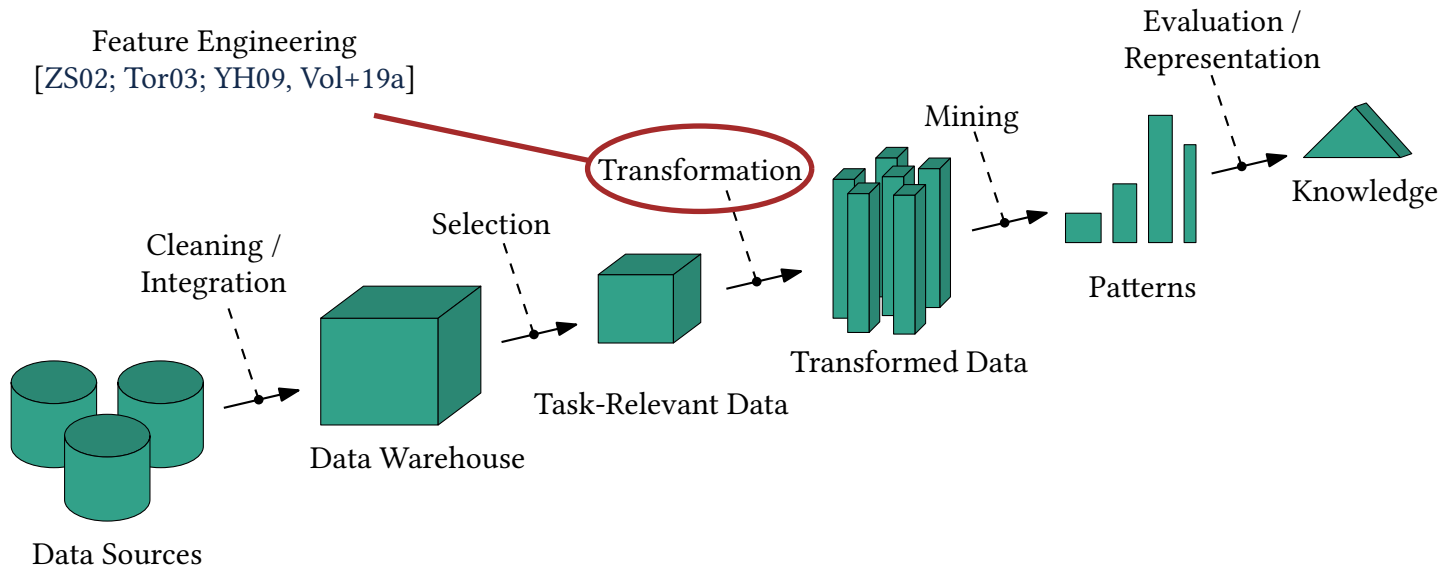 Feature Engineering
[ZS02; Tor03; YH09, Vol+19a]
Evaluation /
Representation
Mining
Transformation
Knowledge
Selection
Cleaning /
Integration
Patterns
Transformed Data
Task-Relevant Data
Data Warehouse
Data Sources